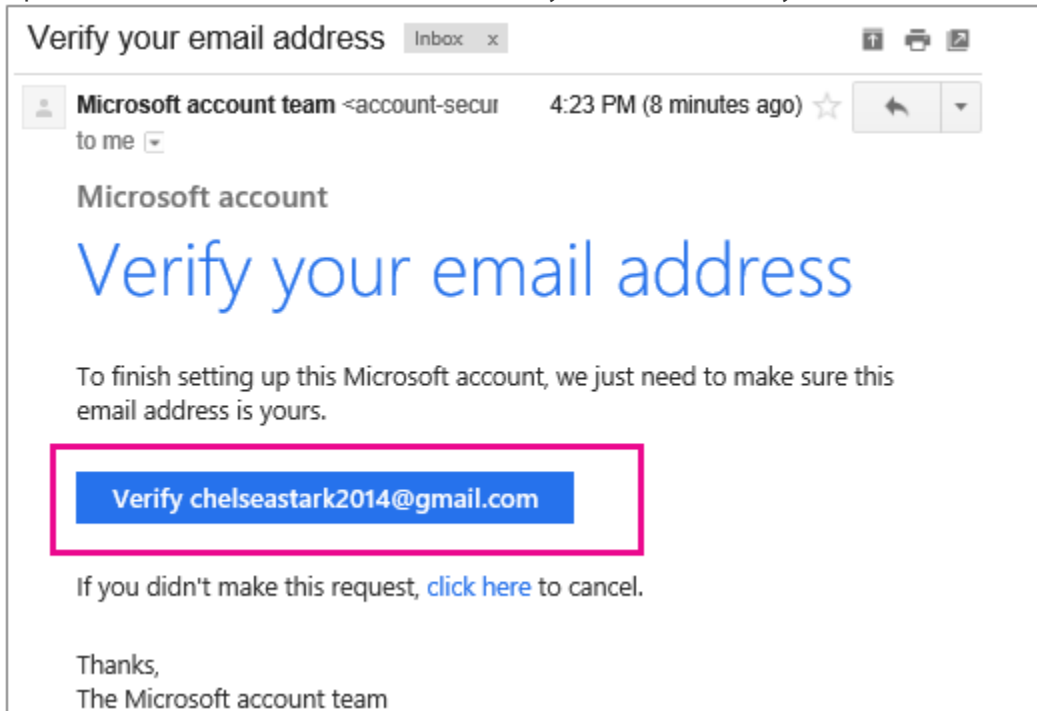 Verify your email address Inbox x
Microsoft account team <account-secur 4:23 PM (8 minutes ago)
to me
Microsoft account
Verify your email address
To finish setting up this Microsoft account, we just need to make sure this
email address is yours.
Verify chelseastark2014@gmail.com
If you didn't make this request, click here to cancel.
Thanks,
The Microsoft account team